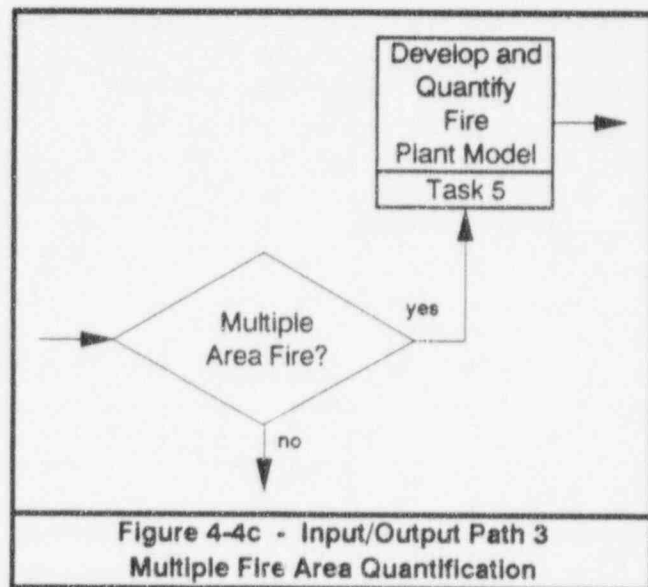 Develop and
Quantify
Fire
Plant Model
Task 5
yes
Multiple
Area Fire?
no
Figure 4-4c - Input/Output Path 3
Multiple Fire Area Quantification